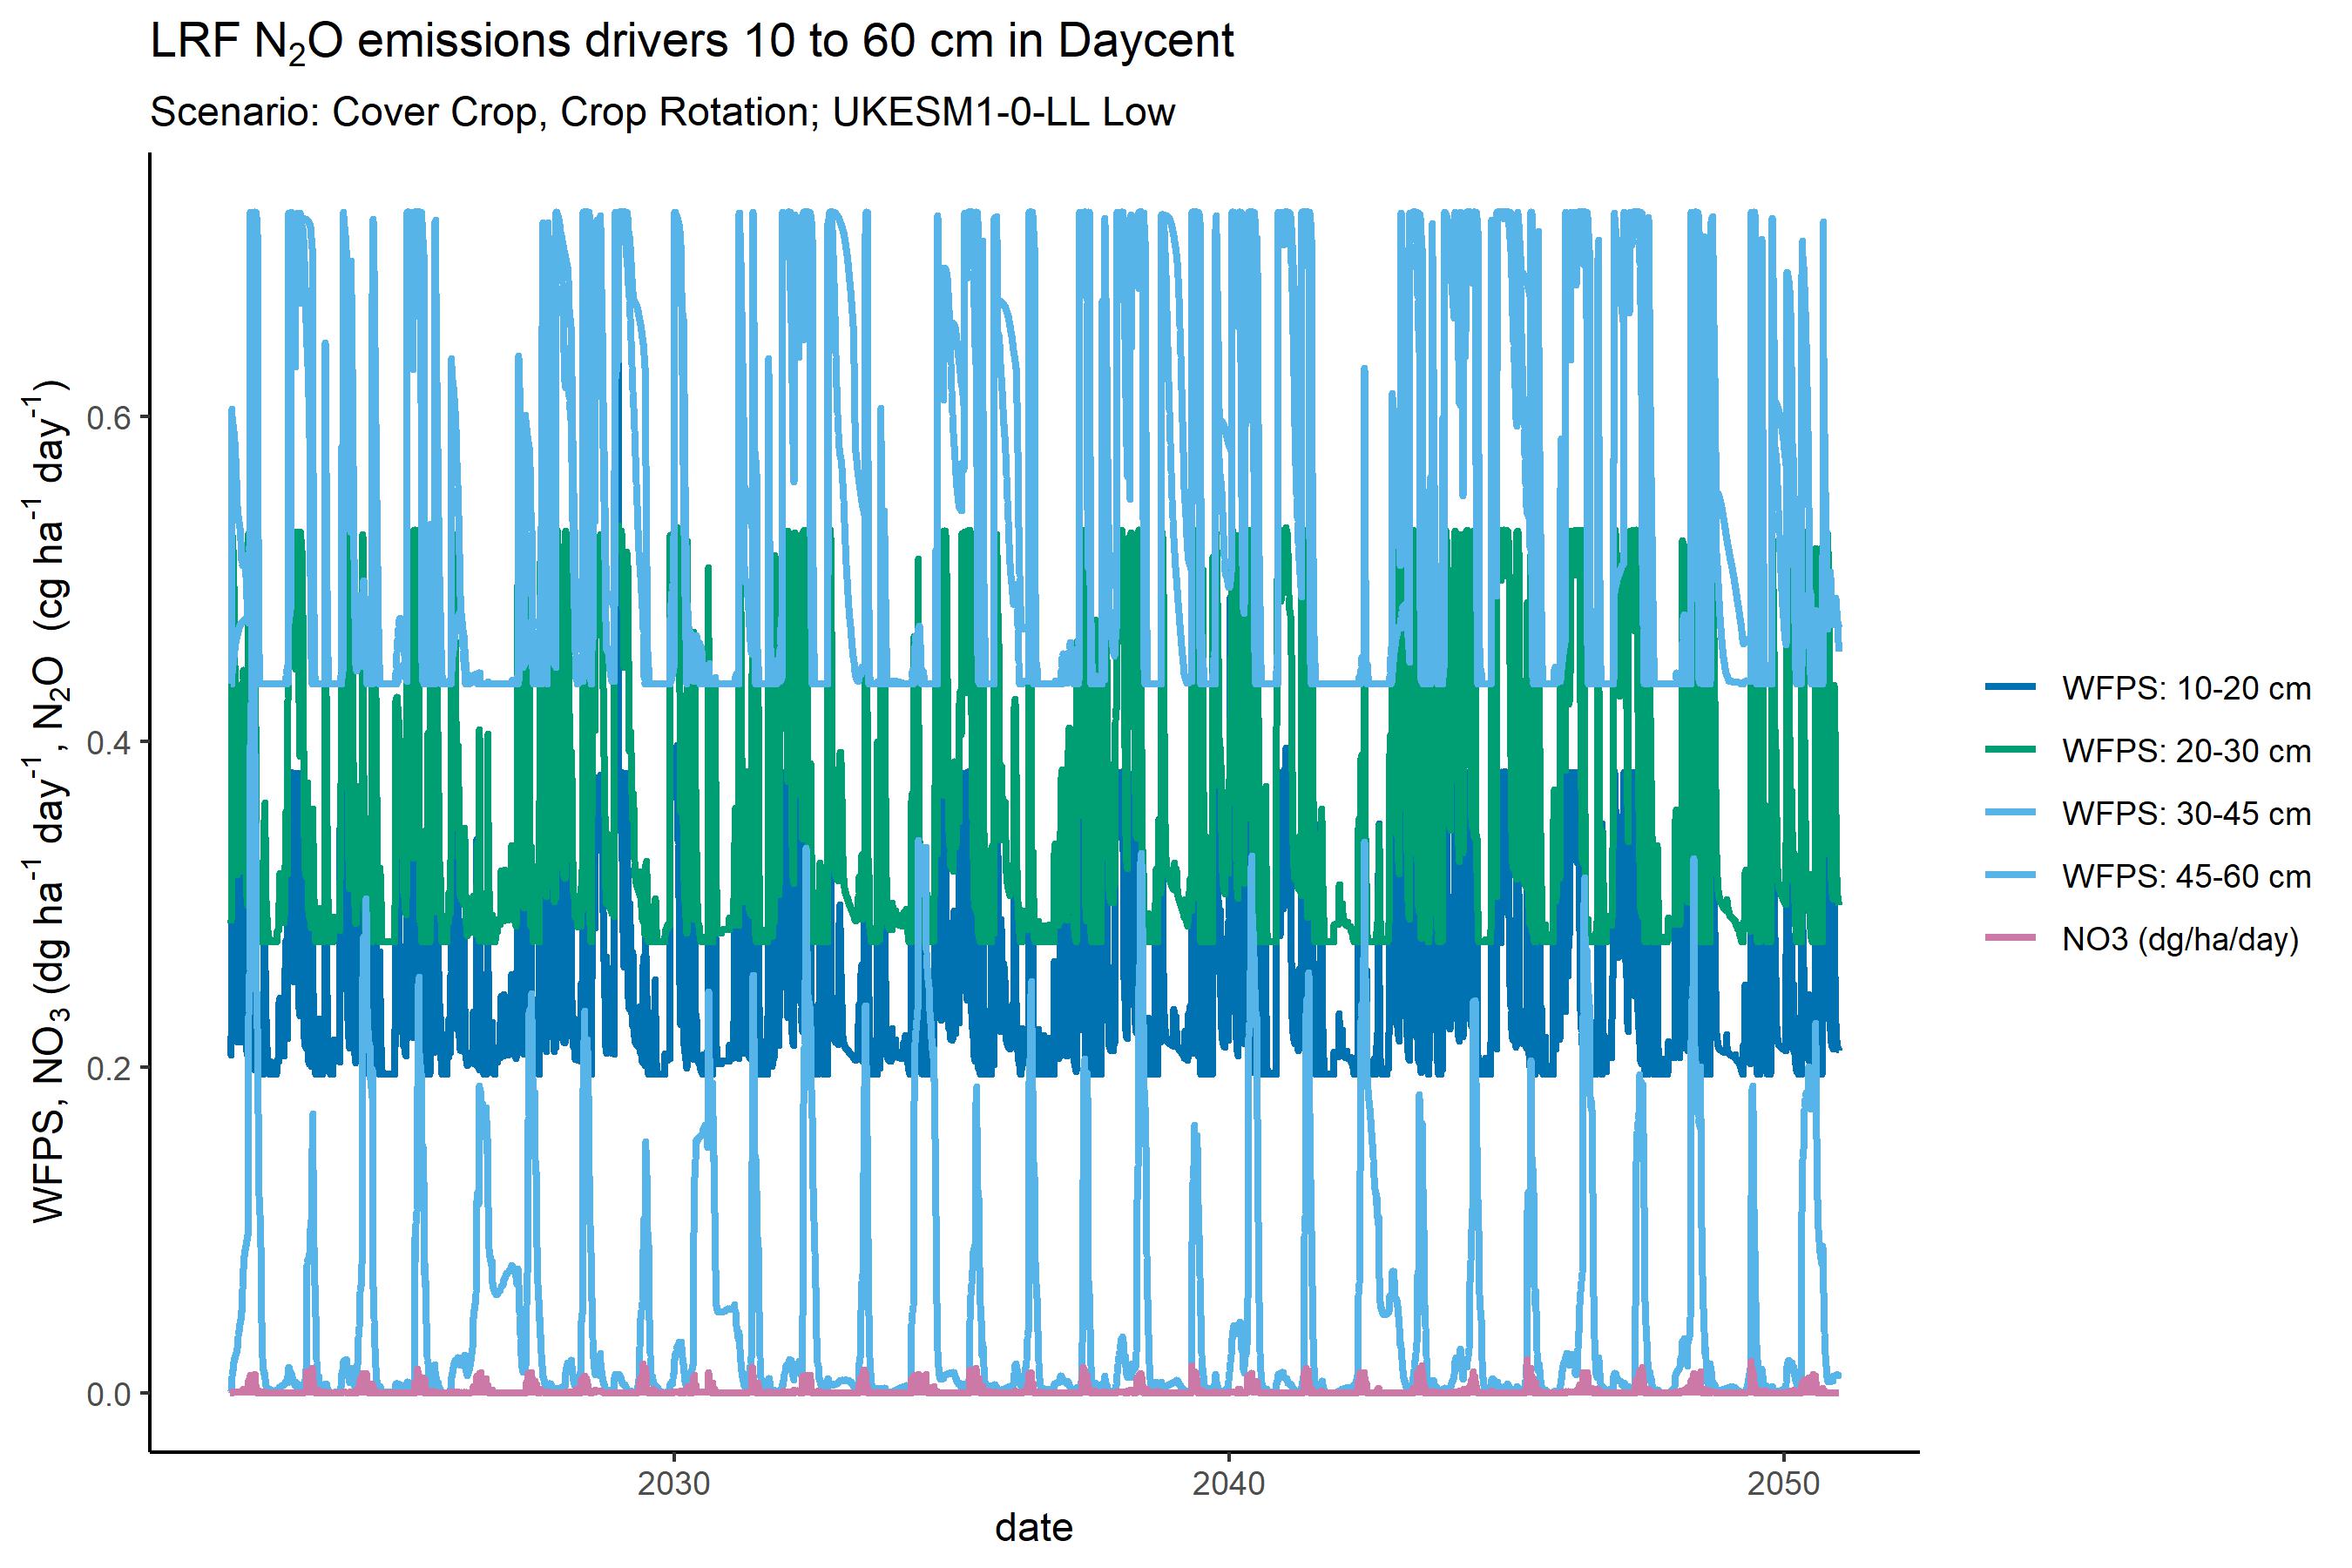 LRF N₂O emissions drivers 10 to 60 cm in Daycent
Scenario: Cover Crop, Crop Rotation; UKESM1-0-LL Low
WFPS, NO₃ (dg ha⁻¹ day⁻¹, N₂O (cg ha⁻¹ day⁻¹)
0.6
0.4
0.2
0.0
2030
2040
2050
date
WFPS: 10-20 cm
WFPS: 20-30 cm
WFPS: 30-45 cm
WFPS: 45-60 cm
NO3 (dg/ha/day)